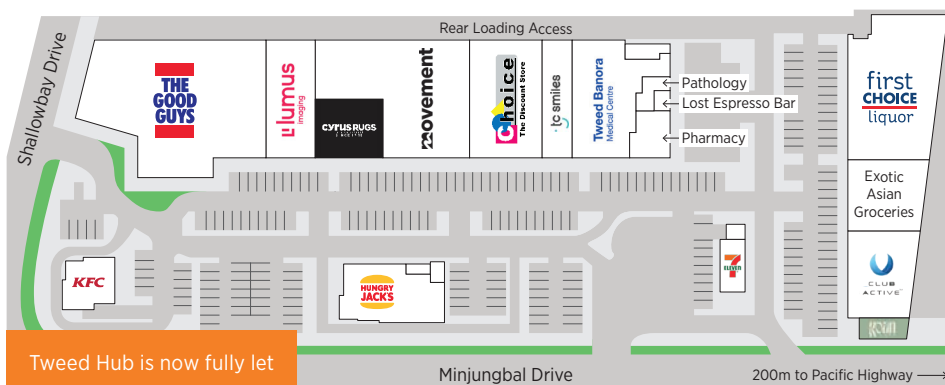 Rear Loading Access
Shallowbay Drive
THE
GOOD
GUYS
lumus
imaging
CYRUS RUGS
movement
Choice
The Discount Store
tc smiles
Tweed Banora
Medical Centre
Pathology
Lost Espresso Bar
Pharmacy
first
CHOICE
liquor
Exotic
Asian
Groceries
CLUB
ACTIVE
KFC
HUNGRY
JACK'S
7
ELEVEN
Tweed Hub is now fully let
Minjungbal Drive
200m to Pacific Highway